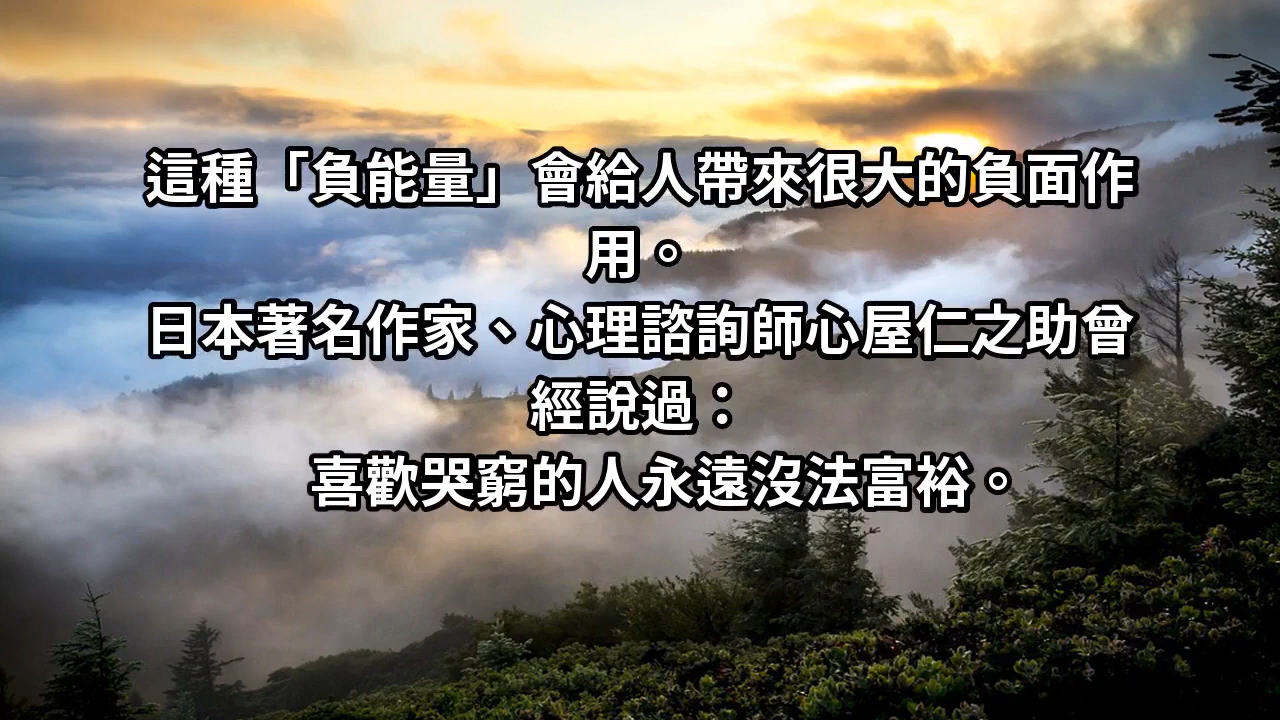 這種「負能量」會給人帶來很大的負面作
用。
日本著名作家、心理諮詢師心屋仁之助曾
經說過：
喜歡哭窮的人永遠沒法富裕。